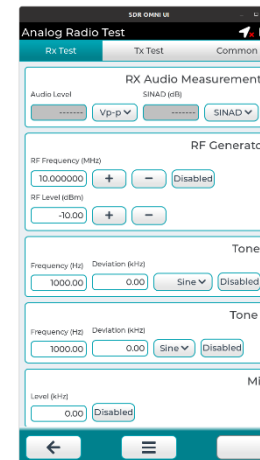 SDR OMNI UI
Analog Radio Test
Rx Test Tx Test Common
RX Audio Measurement
Audio Level SINAD (dB)
------- Vp-p ------- SINAD
RF Generato
RF Frequency (MHz)
10.000000 + − Disabled
RF Level (dBm)
-10.00 + −
Tone
Frequency (Hz) Deviation (kHz)
1000.00 0.00 Sine Disabled
Tone
Frequency (Hz) Deviation (kHz)
1000.00 0.00 Sine Disabled
Mi
Level (kHz)
0.00 Disabled